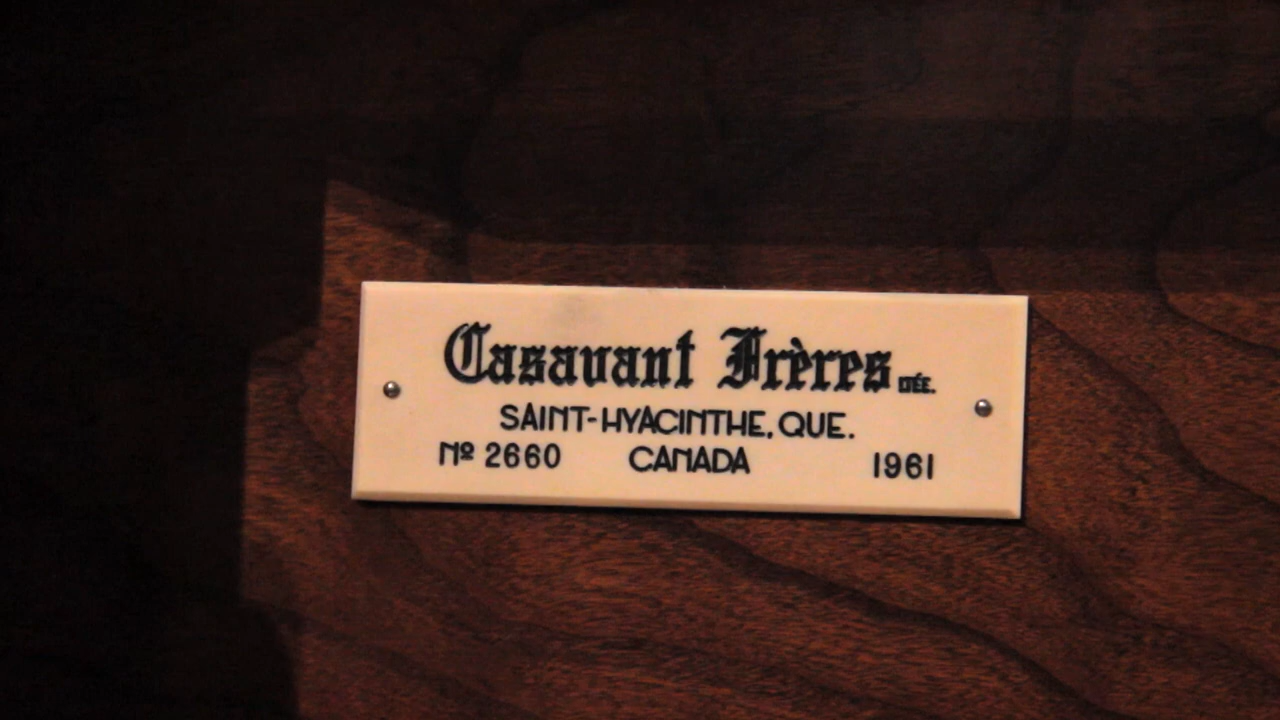 Casavant Frères LTÉE.
SAINT-HYACINTHE, QUE.
Nº 2660 CANADA 1961